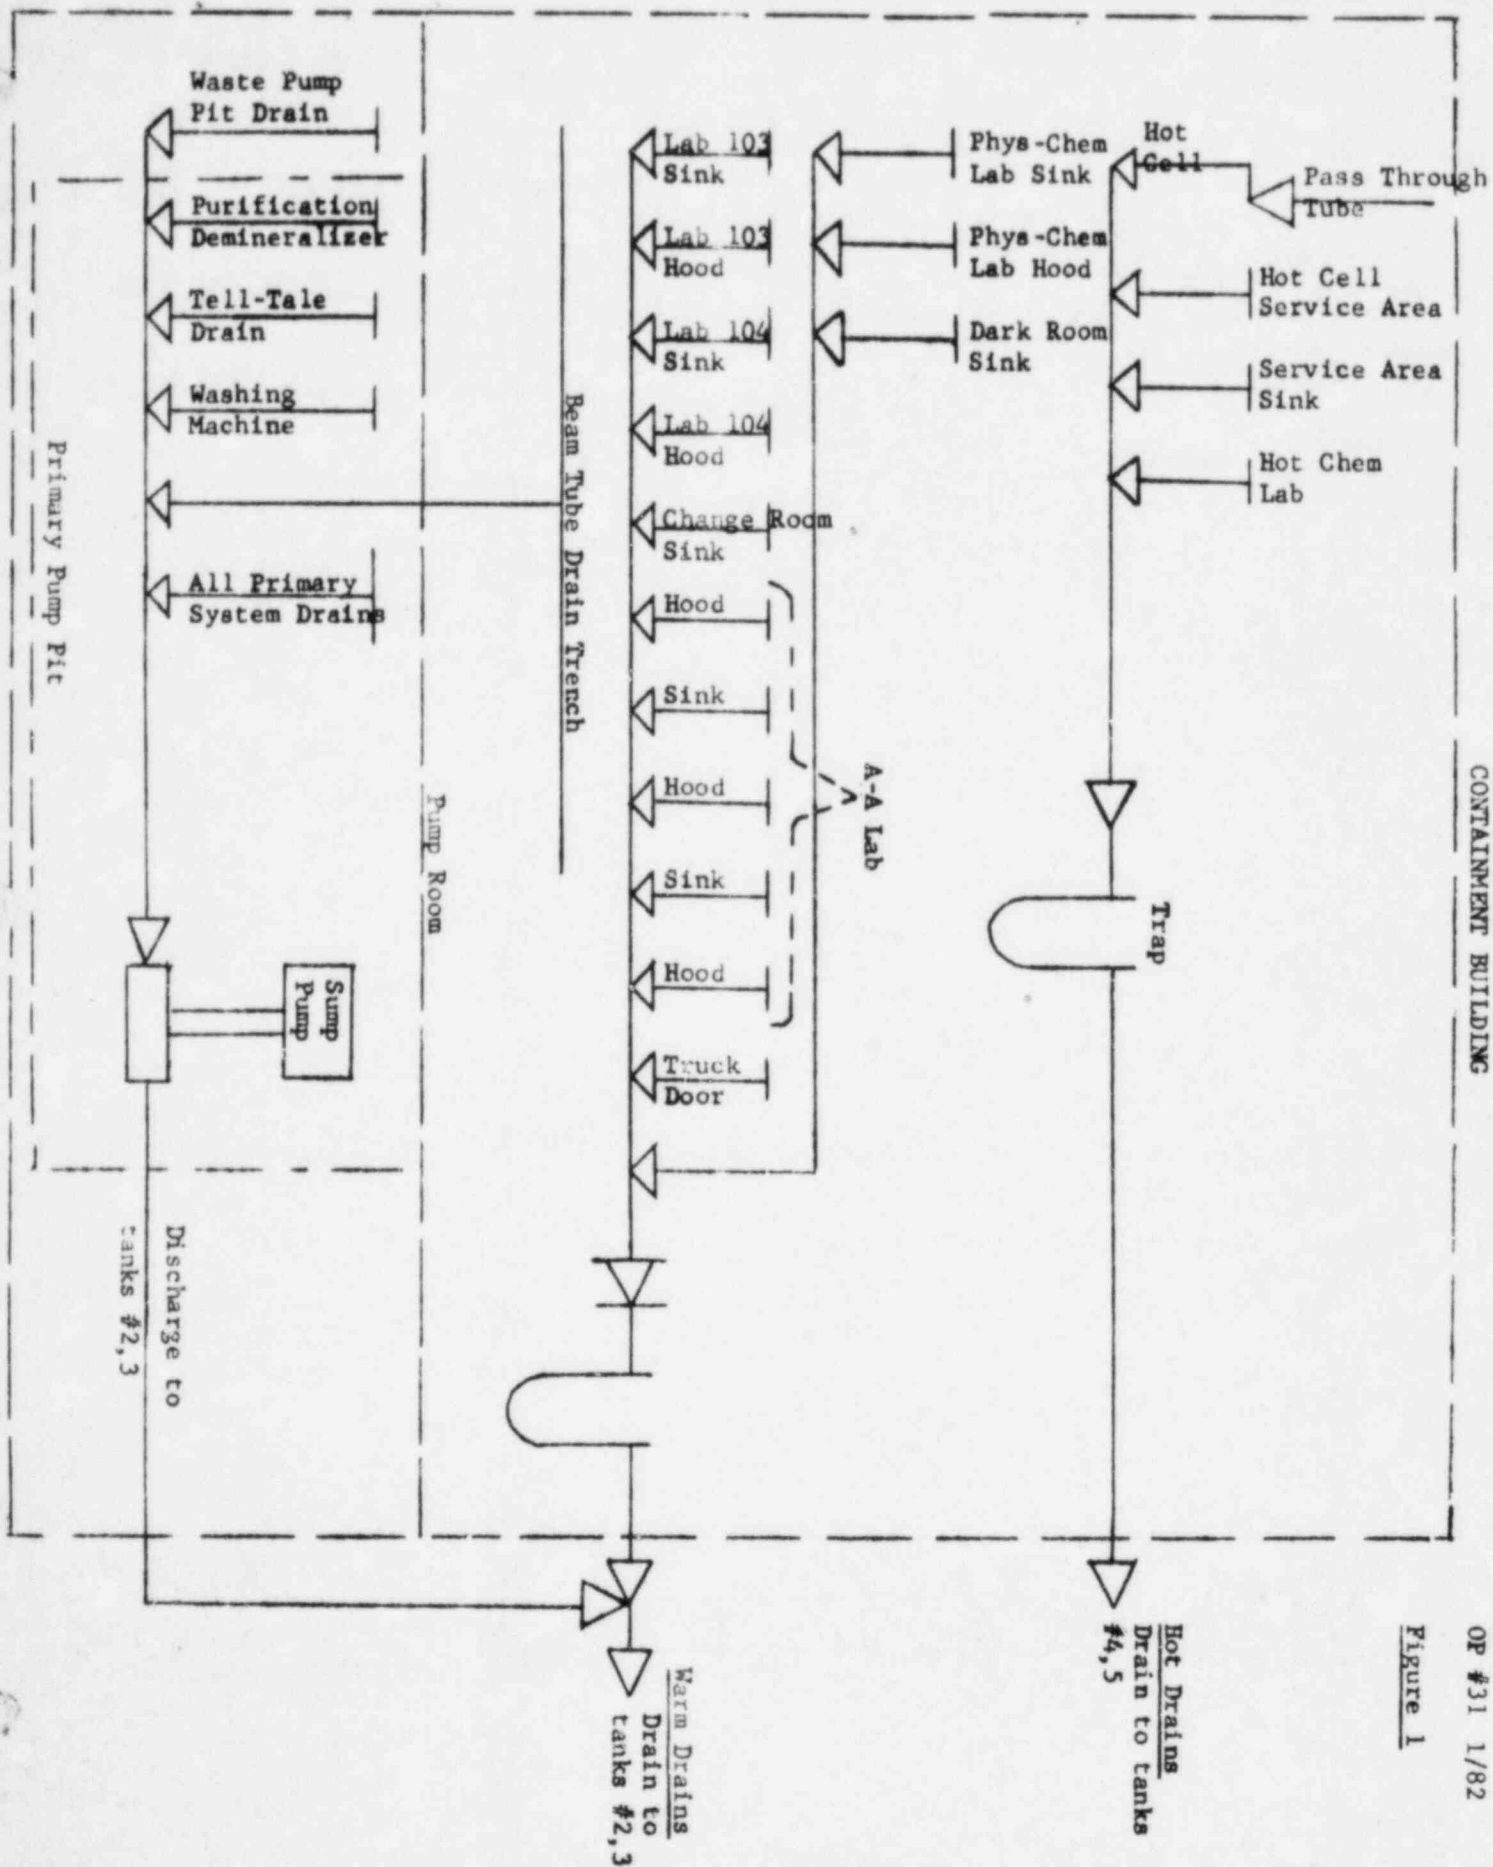 OP #31 1/82
Figure 1
CONTAINMENT BUILDING
Waste Pump
Pit Drain
Purification
Demineralizer
Tell-Tale
Drain
Washing
Machine
All Primary
System Drains
Primary Pump Pit
Pump Room
Sump
Pump
Discharge to
tanks #2,3
Beam Tube Drain Trench
Lab 103
Sink
Lab 103
Hood
Lab 104
Sink
Lab 104
Hood
Change Room
Sink
Hood
Sink
Hood
Sink
Hood
A-A Lab
Truck
Door
Phys-Chem
Lab Sink
Phys-Chem
Lab Hood
Dark Room
Sink
Hot
Cell
Pass Through
Tube
Hot Cell
Service Area
Service Area
Sink
Hot Chem
Lab
Trap
Hot Drains
Drain to tanks
#4,5
Warm Drains
Drain to
tanks #2,3